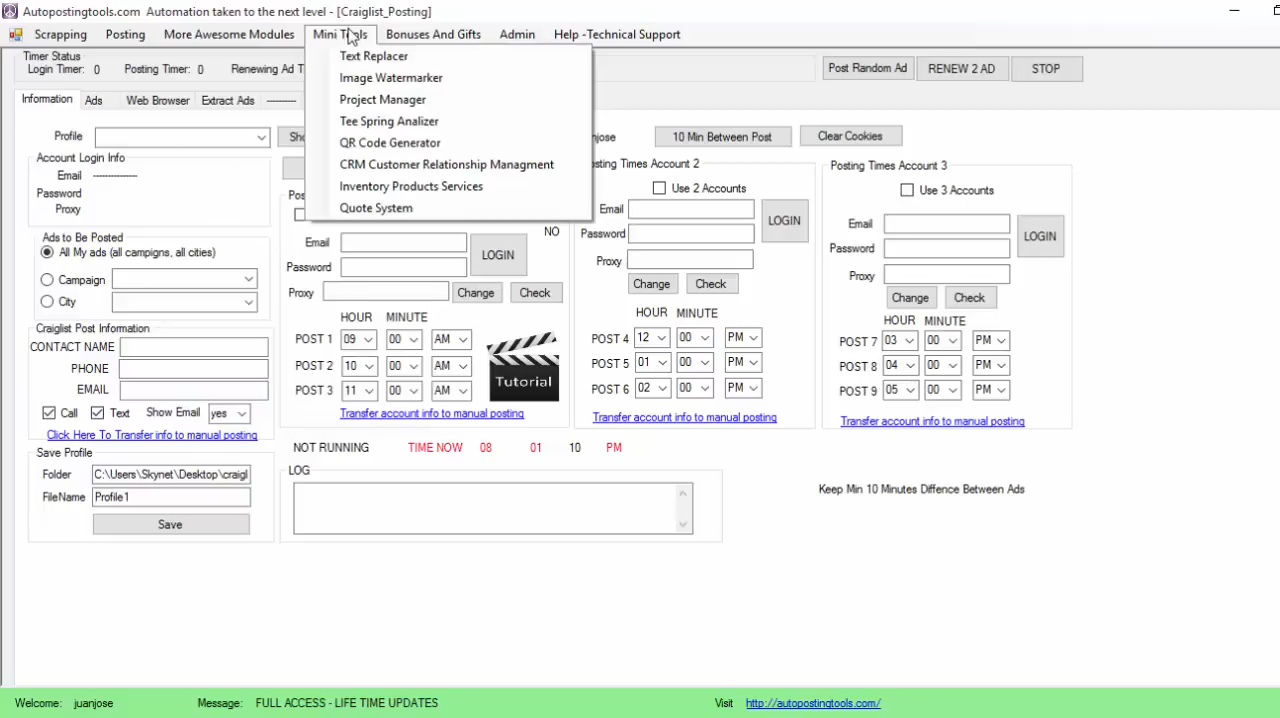 Autopostingtools.com  Automation taken to the next level - [Craiglist_Posting]
Scrapping Posting More Awesome Modules Mini Tools Bonuses And Gifts Admin Help -Technical Support
Text Replacer
Image Watermarker
Project Manager
Tee Spring Analizer
QR Code Generator
CRM Customer Relationship Managment
Inventory Products Services
Quote System
Timer Status
Login Timer: 0 Posting Timer: 0 Renewing Ad T
Post Random Ad RENEW 2 AD STOP
Information Ads Web Browser Extract Ads --------
Profile
njose 10 Min Between Post Clear Cookies
Account Login Info
Email --------------
Password
Proxy
Ads to Be Posted
All My ads (all campigns, all cities)
Campaign
City
Craiglist Post Information
CONTACT NAME
PHONE
EMAIL
Call Text Show Email yes
Click Here To Transfer info to manual posting
Save Profile
Folder C:\Users\Skynet\Desktop\craigl
FileName Profile1
Save
NO
Email
Password
LOGIN
Proxy Change Check
HOUR MINUTE
POST 1 09 00 AM
POST 2 10 00 AM
POST 3 11 00 AM
Tutorial
Transfer account info to manual posting
sting Times Account 2
Use 2 Accounts
Email
Password
LOGIN
Proxy
Change Check
HOUR MINUTE
POST 4 12 00 PM
POST 5 01 00 PM
POST 6 02 00 PM
Transfer account info to manual posting
Posting Times Account 3
Use 3 Accounts
Email
Password
LOGIN
Proxy
Change Check
HOUR MINUTE
POST 7 03 00 PM
POST 8 04 00 PM
POST 9 05 00 PM
Transfer account info to manual posting
NOT RUNNING TIME NOW 08 01 10 PM
LOG
Keep Min 10 Minutes Diffence Between Ads
Welcome: juanjose Message: FULL ACCESS - LIFE TIME UPDATES Visit http://autopostingtools.com/